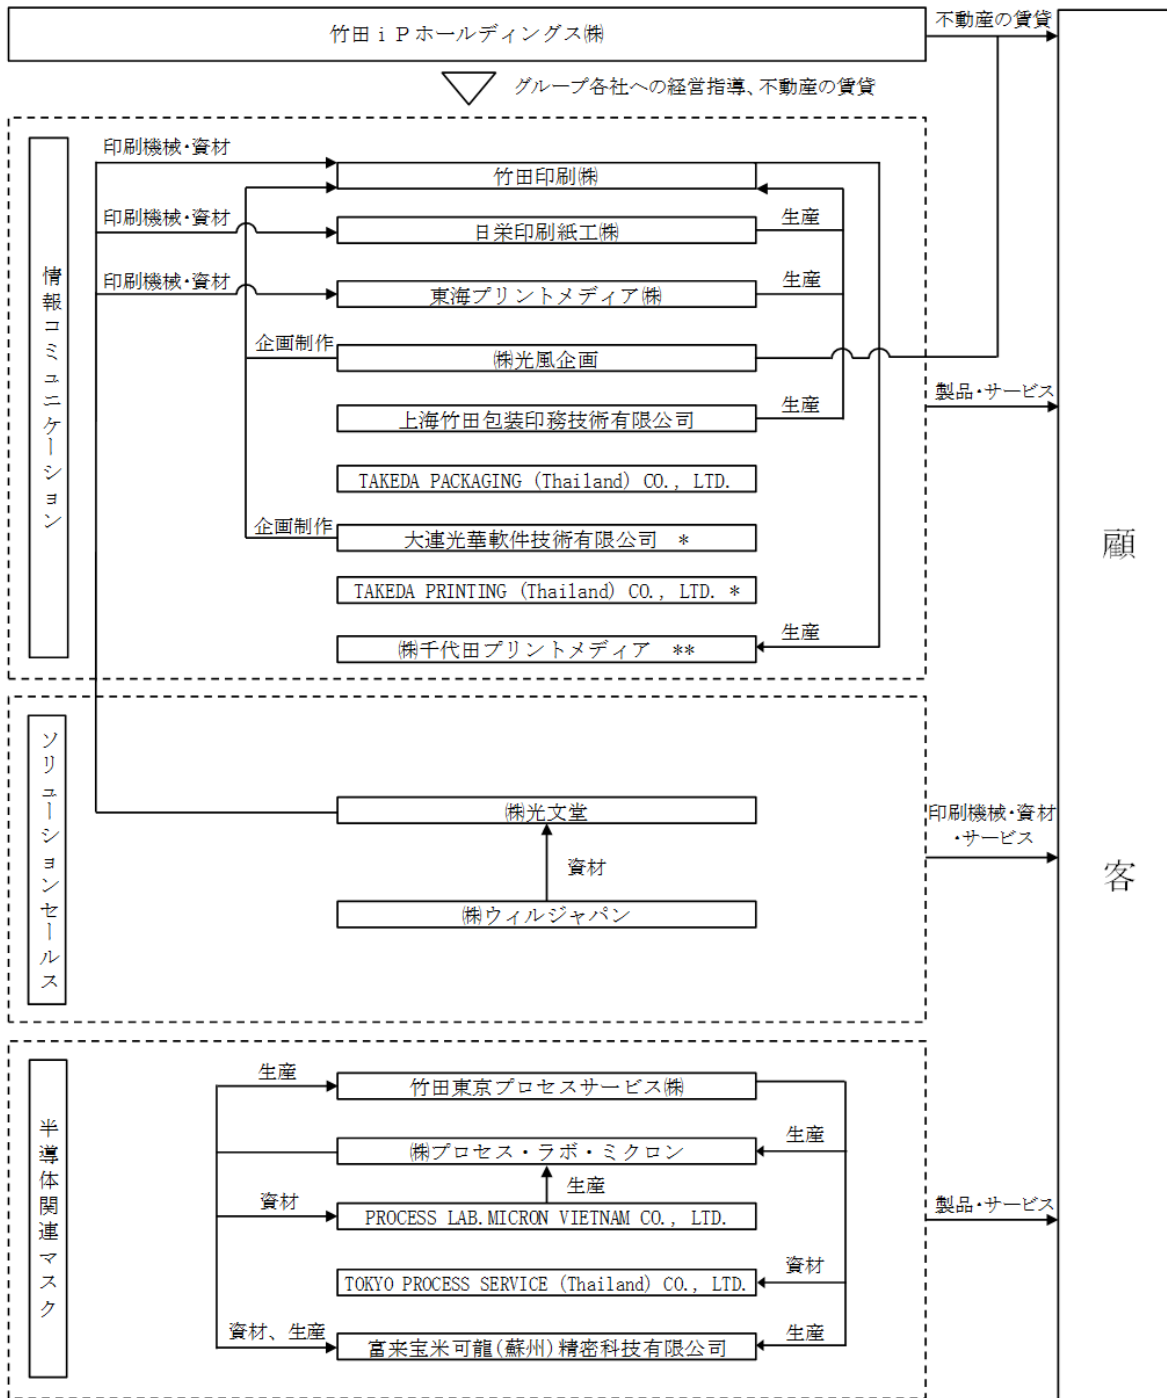 竹田ｉＰホールディングス㈱
不動産の賃貸
グループ各社への経営指導、不動産の賃貸
情報コミュニケーション
印刷機械・資材
竹田印刷㈱
印刷機械・資材
日栄印刷紙工㈱
生産
印刷機械・資材
東海プリントメディア㈱
生産
企画制作
㈱光風企画
製品・サービス
上海竹田包装印務技術有限公司
生産
TAKEDA PACKAGING (Thailand) CO., LTD.
企画制作
大連光華軟件技術有限公司 *
TAKEDA PRINTING (Thailand) CO., LTD. *
㈱千代田プリントメディア **
生産
顧客
ソリューションセールス
㈱光文堂
印刷機械・資材
・サービス
資材
㈱ウィルジャパン
半導体関連マスク
生産
竹田東京プロセスサービス㈱
㈱プロセス・ラボ・ミクロン
生産
生産
資材
PROCESS LAB.MICRON VIETNAM CO., LTD.
製品・サービス
TOKYO PROCESS SERVICE (Thailand) CO., LTD.
資材
資材、生産
富来宝米可龍(蘇州)精密科技有限公司
生産